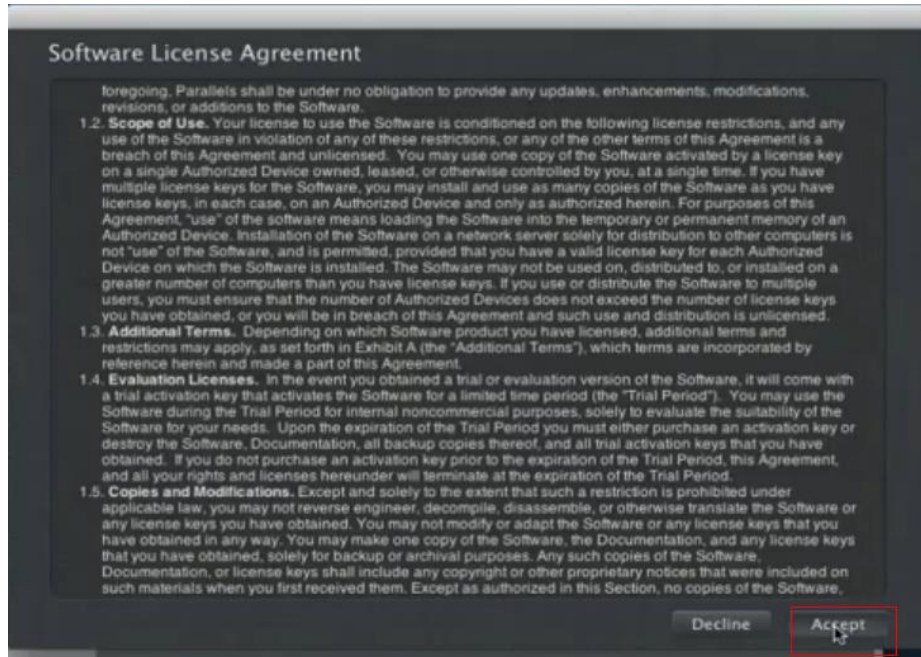 Software License Agreement
foregoing, Parallels shall be under no obligation to provide any updates, enhancements, modifications,
revisions, or additions to the Software.
1.2. Scope of Use. Your license to use the Software is conditioned on the following license restrictions, and any
use of the Software in violation of any of these restrictions, or any of the other terms of this Agreement is a
breach of this Agreement and unlicensed. You may use one copy of the Software activated by a license key
on a single Authorized Device owned, leased, or otherwise controlled by you, at a single time. If you have
multiple license keys for the Software, you may install and use as many copies of the Software as you have
license keys, in each case, on an Authorized Device and only as authorized herein. For purposes of this
Agreement, "use" of the software means loading the Software into the temporary or permanent memory of an
Authorized Device. Installation of the Software on a network server solely for distribution to other computers is
not "use" of the Software, and is permitted, provided that you have a valid license key for each Authorized
Device on which the Software is installed. The Software may not be used on, distributed to, or installed on a
greater number of computers than you have license keys. If you use or distribute the Software to multiple
users, you must ensure that the number of Authorized Devices does not exceed the number of license keys
you have obtained, or you will be in breach of this Agreement and such use and distribution is unlicensed.
1.3. Additional Terms. Depending on which Software product you have licensed, additional terms and
restrictions may apply, as set forth in Exhibit A (the "Additional Terms"), which terms are incorporated by
reference herein and made a part of this Agreement.
1.4. Evaluation Licenses. In the event you obtained a trial or evaluation version of the Software, it will come with
a trial activation key that activates the Software for a limited time period (the "Trial Period"). You may use the
Software during the Trial Period for internal noncommercial purposes, solely to evaluate the suitability of the
Software for your needs. Upon the expiration of the Trial Period you must either purchase an activation key or
destroy the Software, Documentation, all backup copies thereof, and all trial activation keys that you have
obtained. If you do not purchase an activation key prior to the expiration of the Trial Period, this Agreement,
and all your rights and licenses hereunder will terminate at the expiration of the Trial Period.
1.5. Copies and Modifications. Except and solely to the extent that such a restriction is prohibited under
applicable law, you may not reverse engineer, decompile, disassemble, or otherwise translate the Software or
any license keys you have obtained. You may not modify or adapt the Software or any license keys that you
have obtained in any way. You may make one copy of the Software, the Documentation, and any license keys
that you have obtained, solely for backup or archival purposes. Any such copies of the Software,
Documentation, or license keys shall include any copyright or other proprietary notices that were included on
such materials when you first received them. Except as authorized in this Section, no copies of the Software,
Decline
Accept